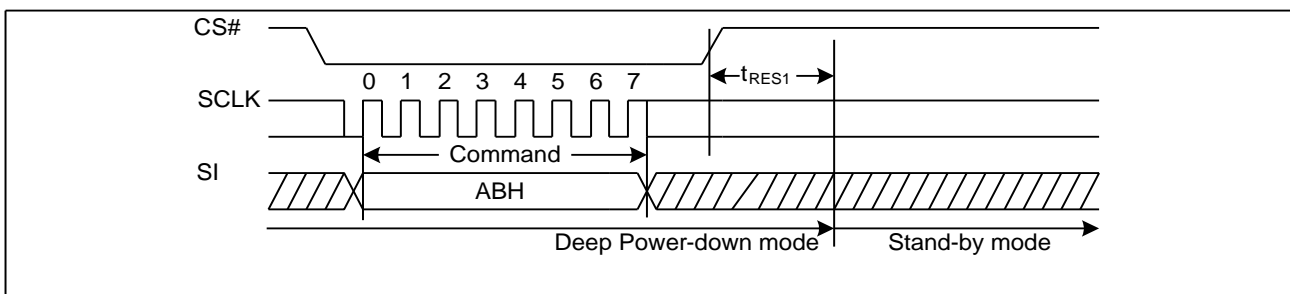 CS#
tRES1
0 1 2 3 4 5 6 7
SCLK
Command
SI
ABH
Deep Power-down mode Stand-by mode